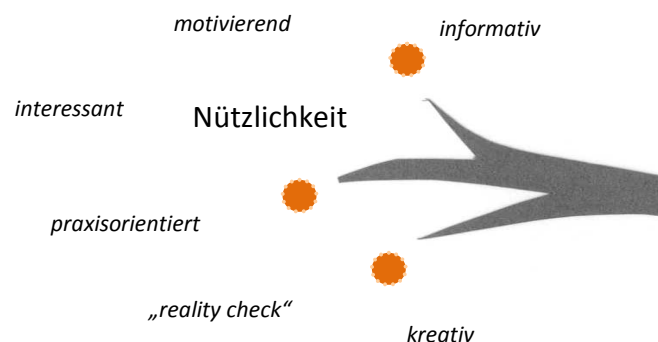 motivierend
informativ
interessant
Nützlichkeit
praxisorientiert
„reality check“
kreativ